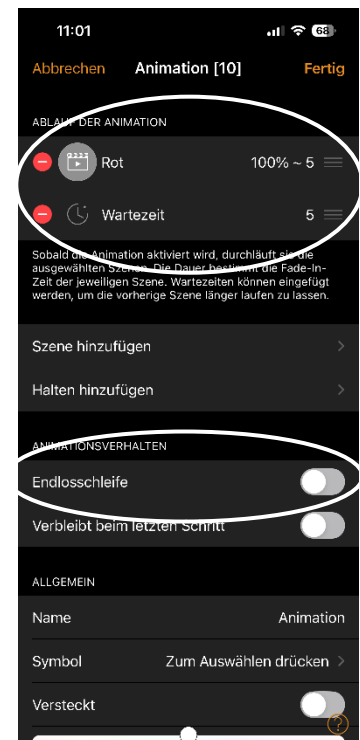 11:01
68
Abbrechen Animation [10] Fertig
ABLAUF DER ANIMATION
Rot 100% ~ 5
Wartezeit 5
Sobald die Animation aktiviert wird, durchläuft sie die
ausgewählten Szenen. Die Dauer bestimmt die Fade-In-
Zeit der jeweiligen Szene. Wartezeiten können eingefügt
werden, um die vorherige Szene länger laufen zu lassen.
Szene hinzufügen
Halten hinzufügen
ANIMATIONSVERHALTEN
Endlosschleife
Verbleibt beim letzten Schritt
ALLGEMEIN
Name Animation
Symbol Zum Auswählen drücken
Versteckt
?